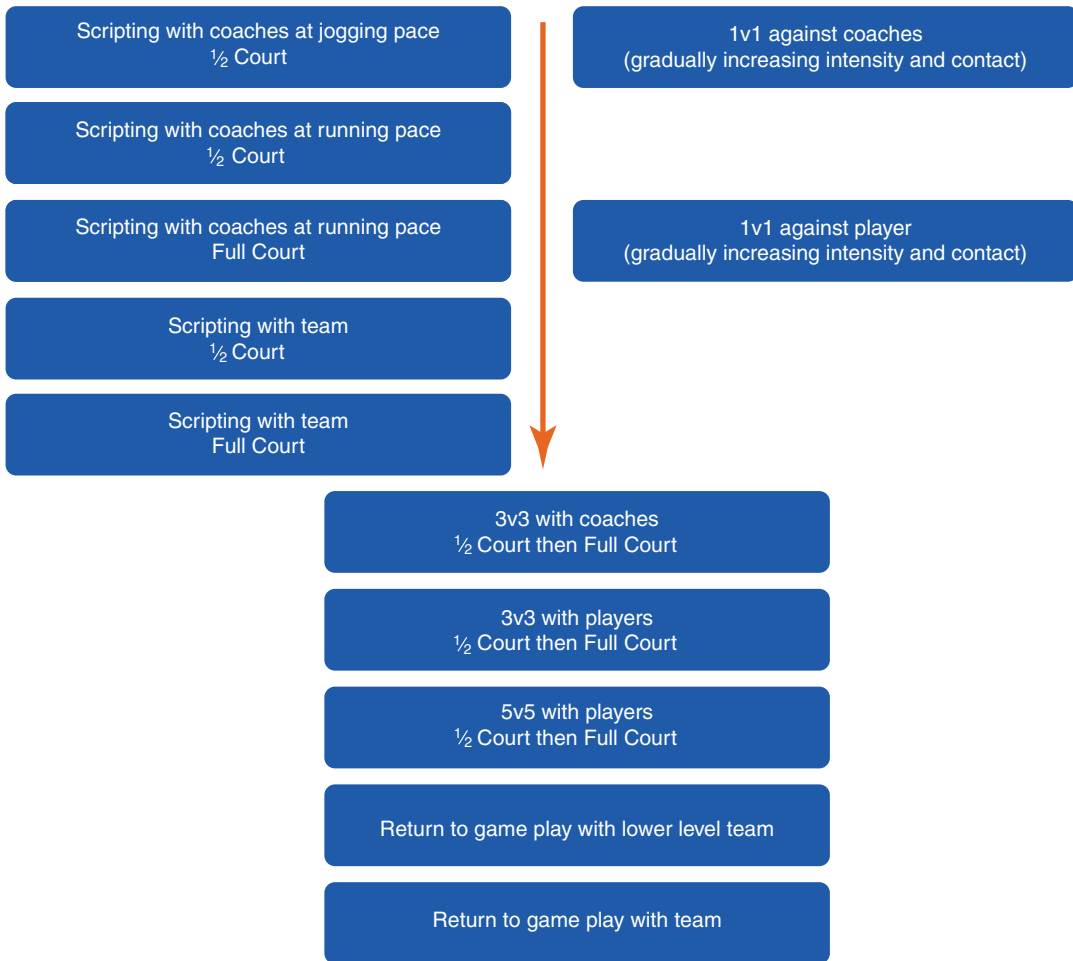 Scripting with coaches at jogging pace
½ Court
Scripting with coaches at running pace
½ Court
Scripting with coaches at running pace
Full Court
Scripting with team
½ Court
Scripting with team
Full Court
1v1 against coaches
(gradually increasing intensity and contact)
1v1 against player
(gradually increasing intensity and contact)
3v3 with coaches
½ Court then Full Court
3v3 with players
½ Court then Full Court
5v5 with players
½ Court then Full Court
Return to game play with lower level team
Return to game play with team